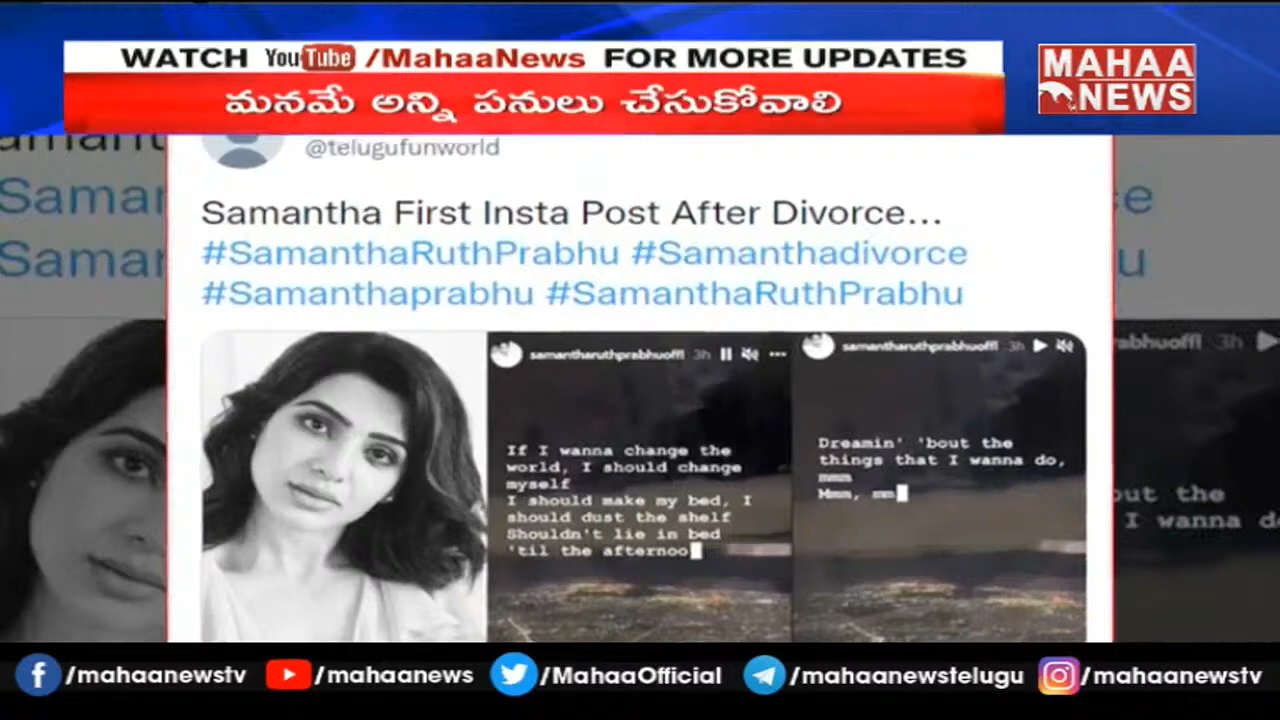 WATCH YouTube /MahaaNews FOR MORE UPDATES
మనమే అన్ని పనులు చేసుకోవాలి
MAHAA
NEWS
@telugufunworld
Samantha First Insta Post After Divorce...
#SamanthaRuthPrabhu #Samanthadivorce
#Samanthaprabhu #SamanthaRuthPrabhu
samantharuthprabhuoffl 3h
If I wanna change the
world, I should change
myself
I should make my bed, I
should dust the shelf
Shouldn't lie in bed
'til the afternoo
samantharuthprabhuoffl 3h
Dreamin' 'bout the
things that I wanna do,
mmm
Mmm, mm
/mahaanewstv
/mahaanews
/MahaaOfficial
/mahaanewstelugu
/mahaanewstv